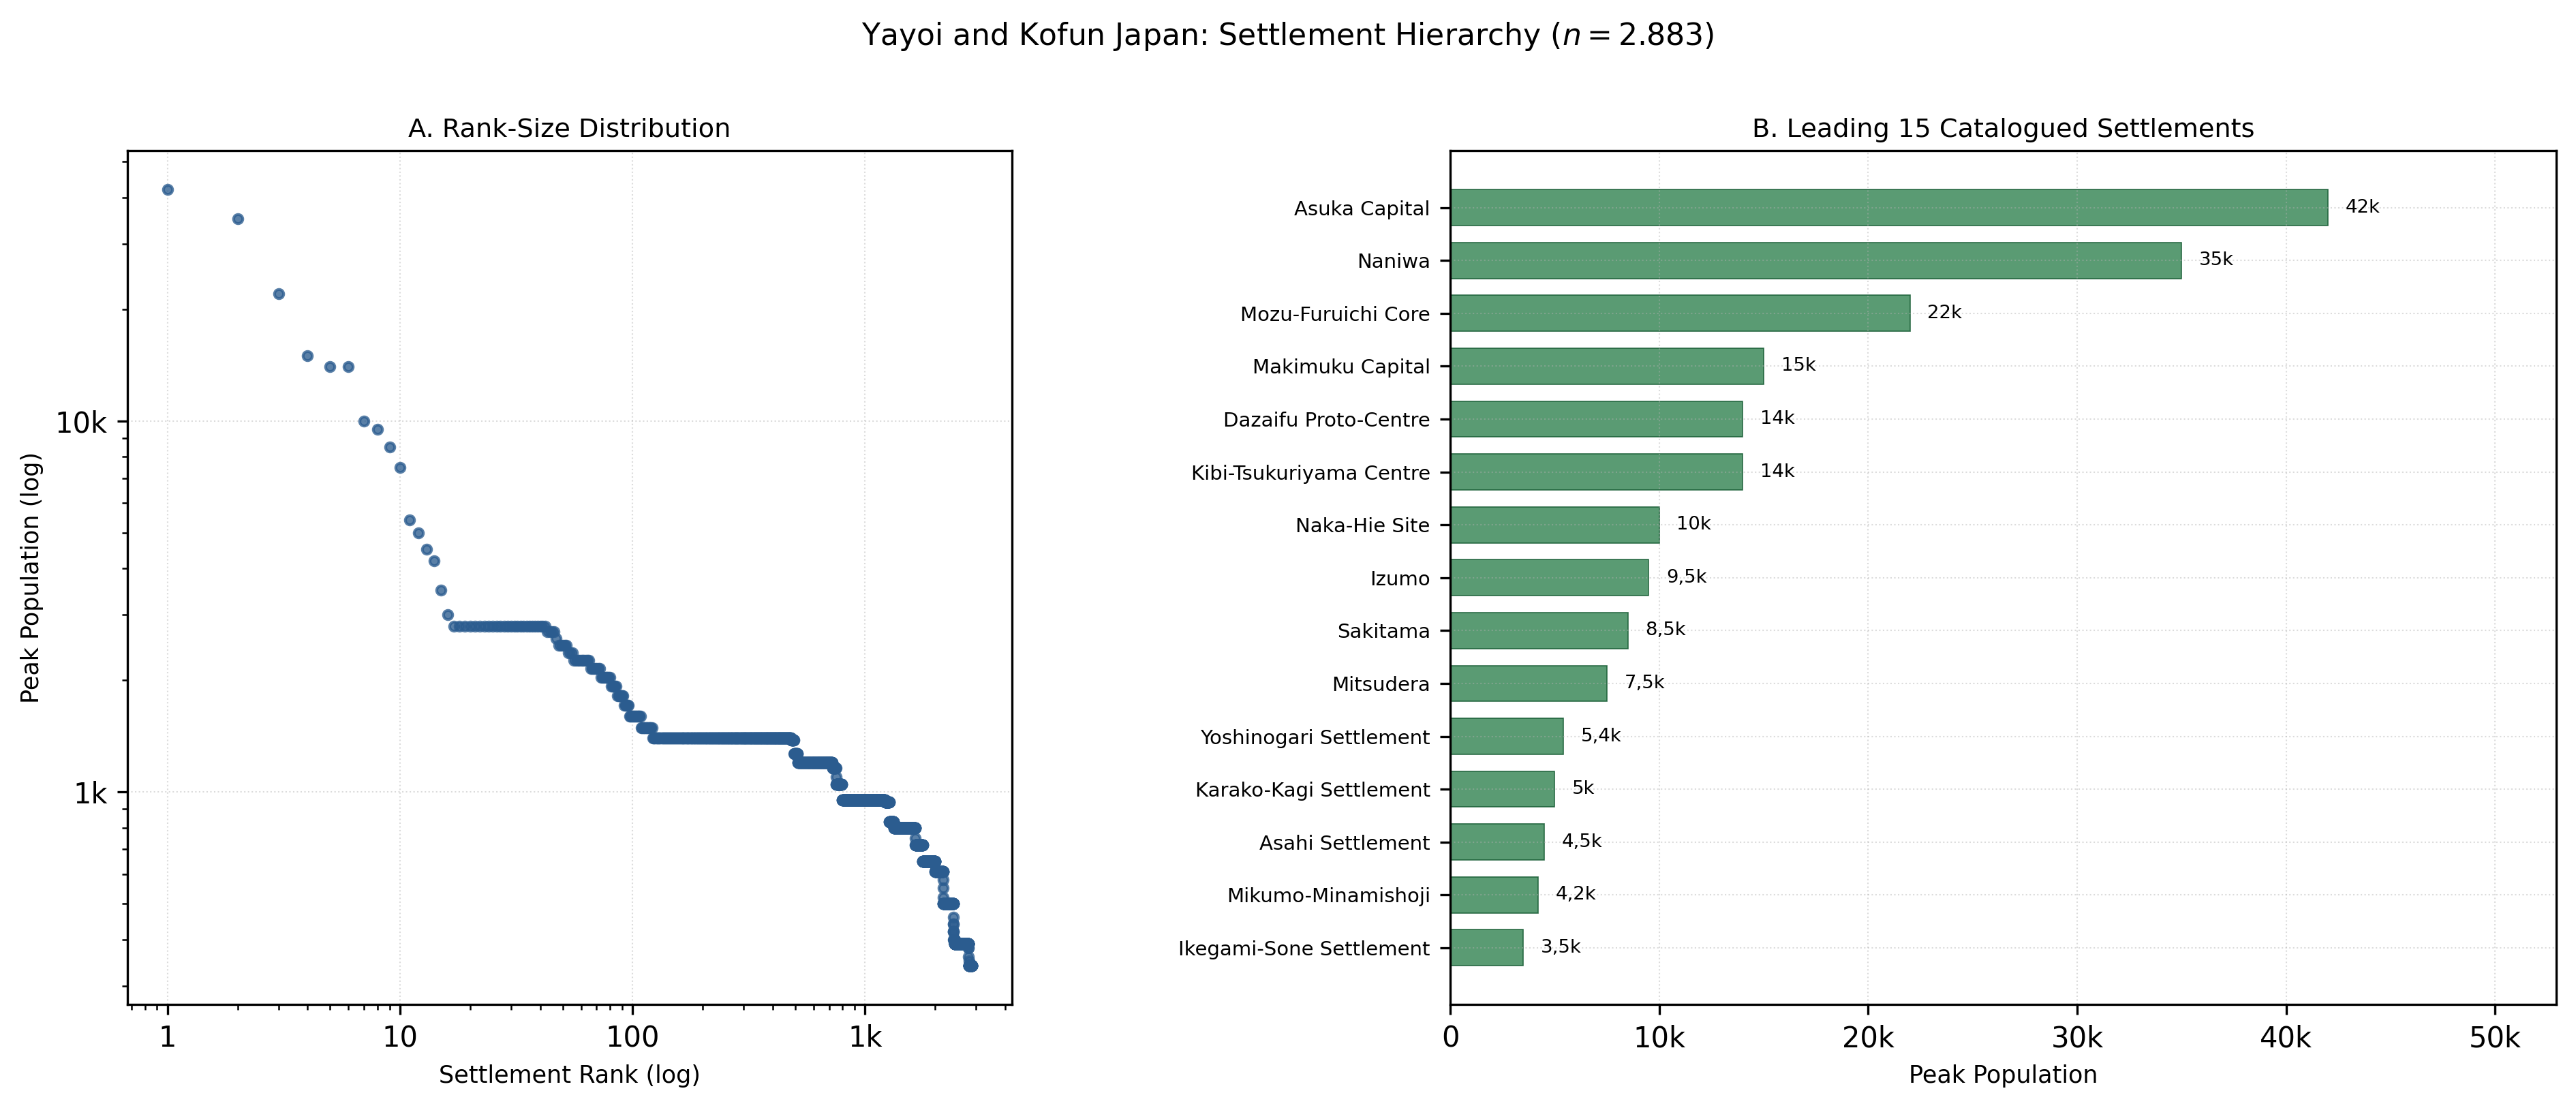 Yayoi and Kofun Japan: Settlement Hierarchy (n = 2.883)
A. Rank-Size Distribution
Peak Population (log)
10k
1k
1
10
100
1k
Settlement Rank (log)
B. Leading 15 Catalogued Settlements
Asuka Capital 42k
Naniwa 35k
Mozu-Furuichi Core 22k
Makimuku Capital 15k
Dazaifu Proto-Centre 14k
Kibi-Tsukuriyama Centre 14k
Naka-Hie Site 10k
Izumo 9,5k
Sakitama 8,5k
Mitsudera 7,5k
Yoshinogari Settlement 5,4k
Karako-Kagi Settlement 5k
Asahi Settlement 4,5k
Mikumo-Minamishoji 4,2k
Ikegami-Sone Settlement 3,5k
0
10k
20k
30k
40k
50k
Peak Population